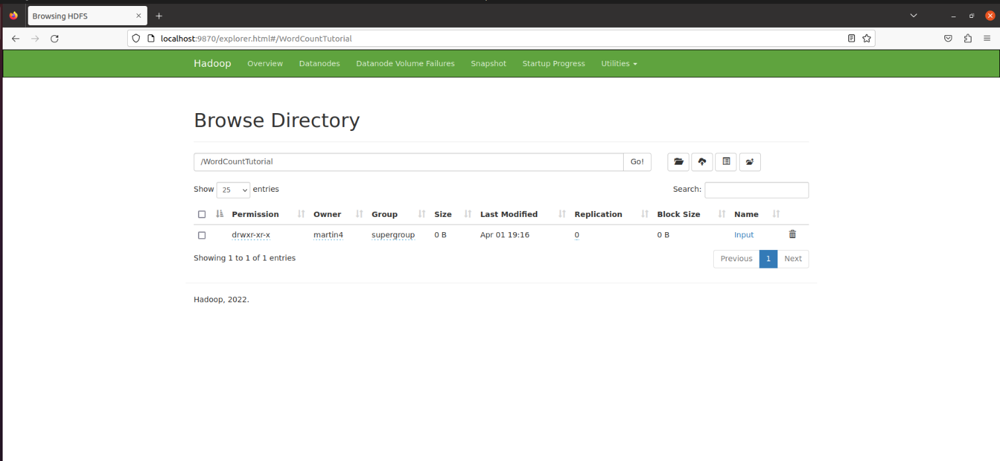 Browsing HDFS
localhost:9870/explorer.html#/WordCountTutorial
Hadoop Overview Datanodes Datanode Volume Failures Snapshot Startup Progress Utilities
Browse Directory
/WordCountTutorial Go!
Show 25 entries Search:
Permission Owner Group Size Last Modified Replication Block Size Name
drwxr-xr-x martin4 supergroup 0 B Apr 01 19:16 0 0 B Input
Showing 1 to 1 of 1 entries Previous 1 Next
Hadoop, 2022.